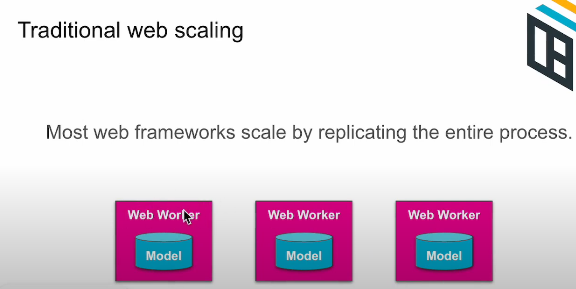 Traditional web scaling
Most web frameworks scale by replicating the entire process.
Web Worker
Model
Web Worker
Model
Web Worker
Model